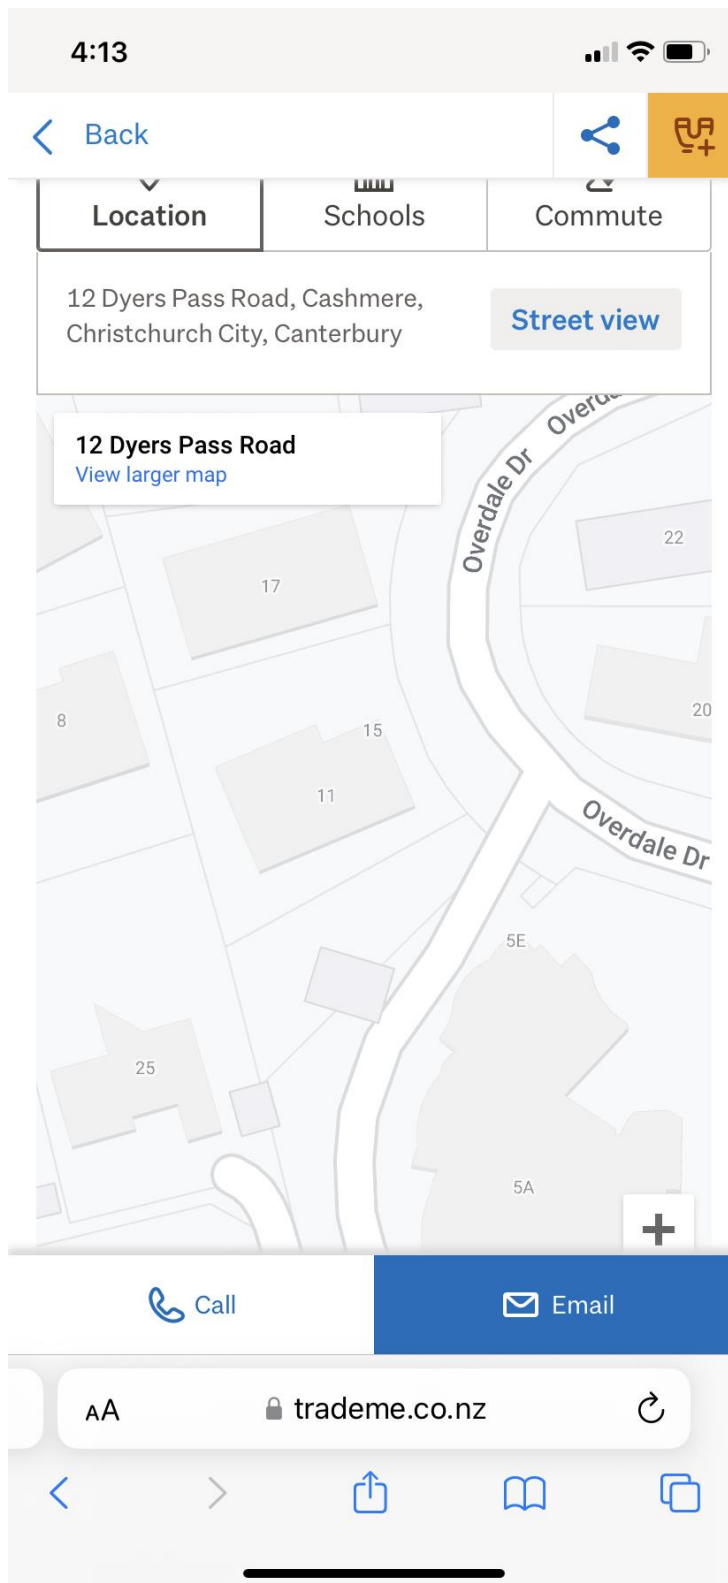 4:13
Back
Location
Schools
Commute
12 Dyers Pass Road, Cashmere,
Christchurch City, Canterbury
Street view
12 Dyers Pass Road
View larger map
Overdale Dr
22
17
20
8
15
11
Overdale Dr
5E
25
5A
+
Call
Email
AA
trademe.co.nz